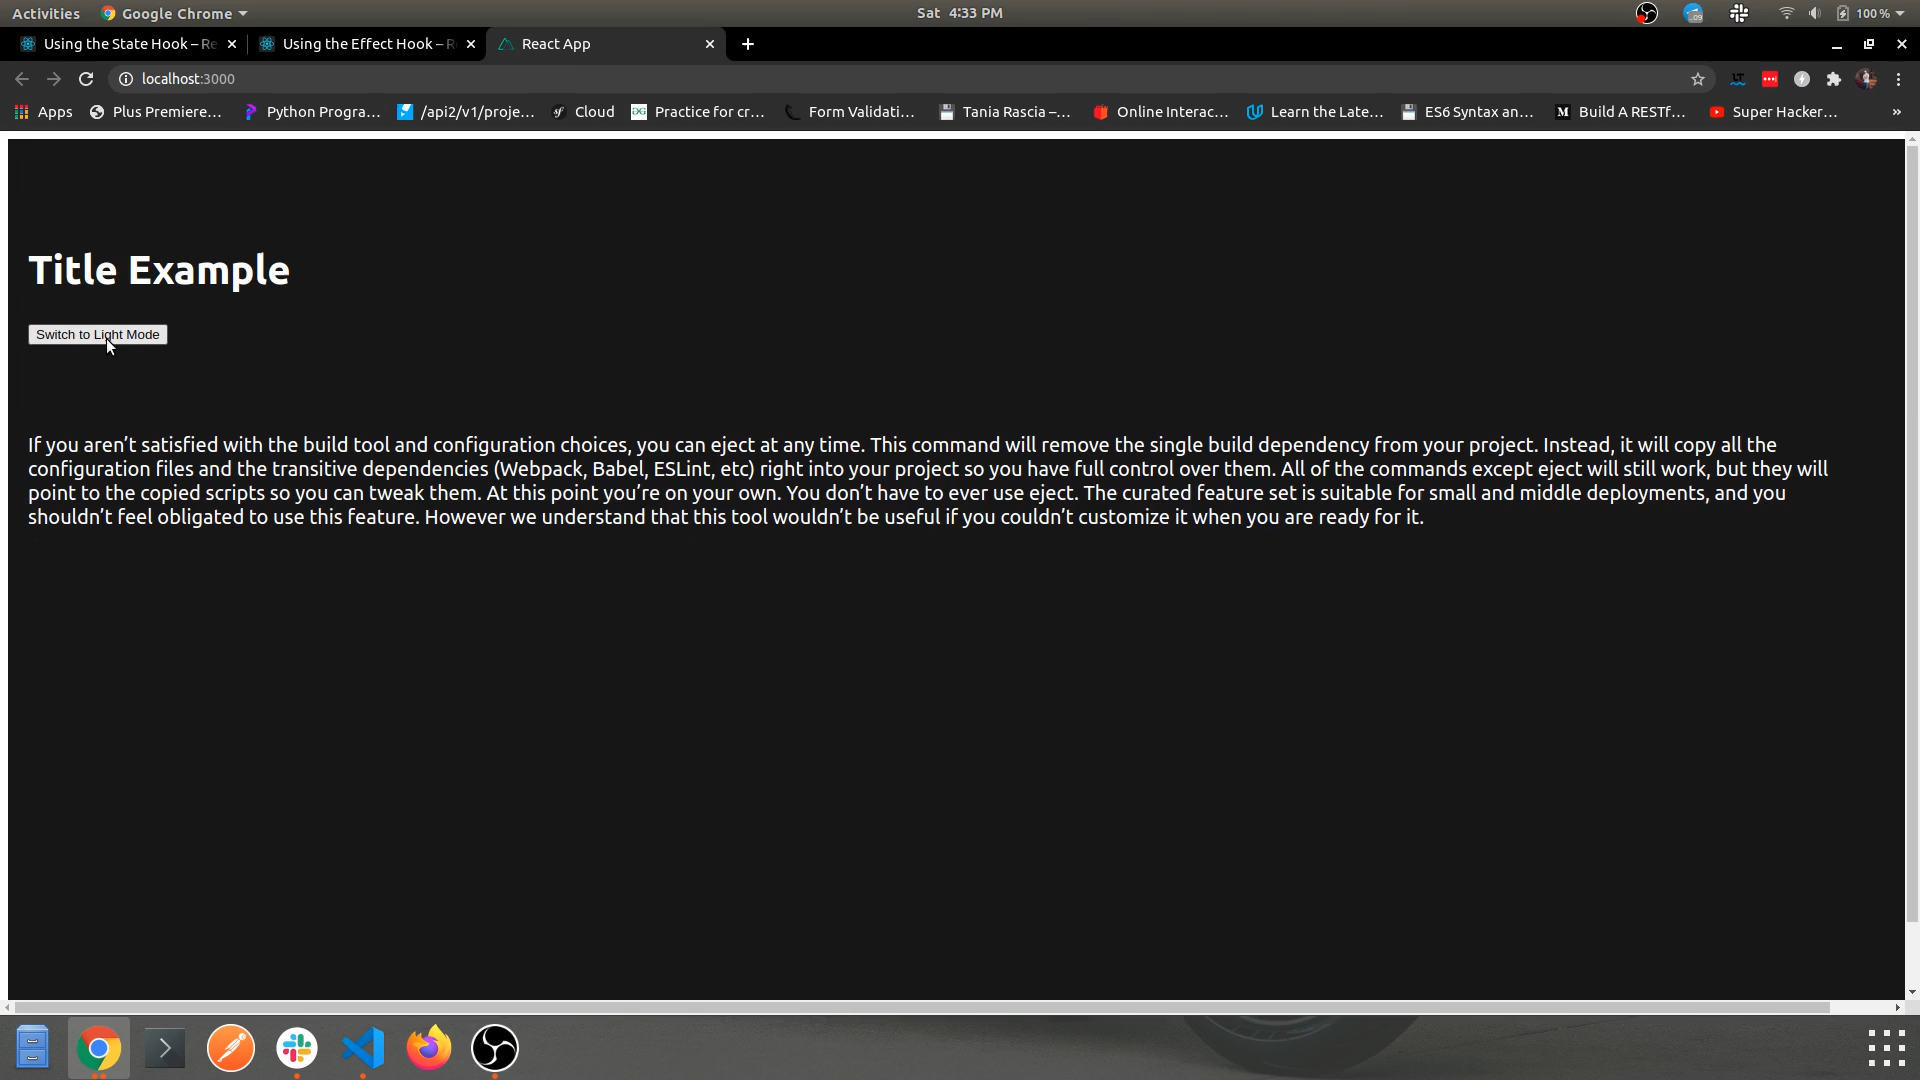 Activities Google Chrome Sat 4:33 PM 100 %
Using the State Hook – Re Using the Effect Hook – R React App
localhost:3000
Apps Plus Premiere... Python Progra... /api2/v1/proje... Cloud Practice for cr... Form Validati... Tania Rascia –... Online Interac... Learn the Late... ES6 Syntax an... Build A RESTf... Super Hacker... »
Title Example
Switch to Light Mode
If you aren’t satisfied with the build tool and configuration choices, you can eject at any time. This command will remove the single build dependency from your project. Instead, it will copy all the
configuration files and the transitive dependencies (Webpack, Babel, ESLint, etc) right into your project so you have full control over them. All of the commands except eject will still work, but they will
point to the copied scripts so you can tweak them. At this point you’re on your own. You don’t have to ever use eject. The curated feature set is suitable for small and middle deployments, and you
shouldn’t feel obligated to use this feature. However we understand that this tool wouldn’t be useful if you couldn’t customize it when you are ready for it.